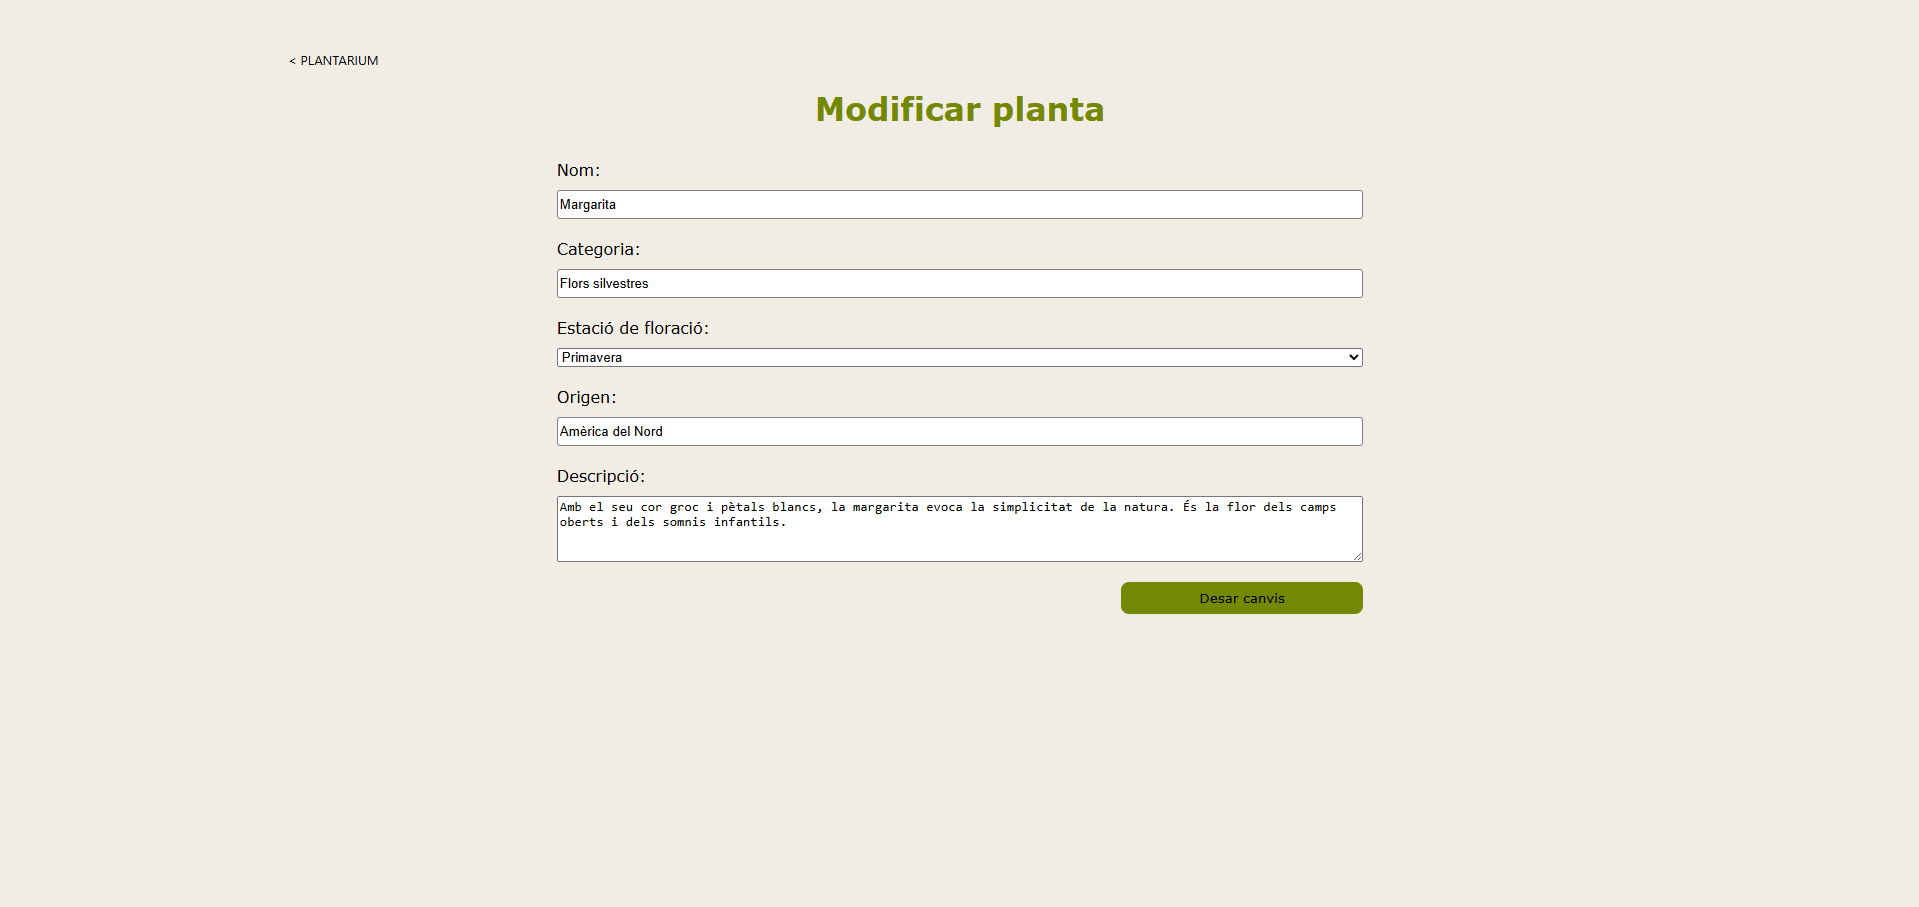 < PLANTARIUM
Modificar planta
Nom:
Margarita
Categoria:
Flors silvestres
Estació de floració:
Primavera
Origen:
Amèrica del Nord
Descripció:
Amb el seu cor groc i pètals blancs, la margarita evoca la simplicitat de la natura. És la flor dels camps
oberts i dels somnis infantils.
Desar canvis